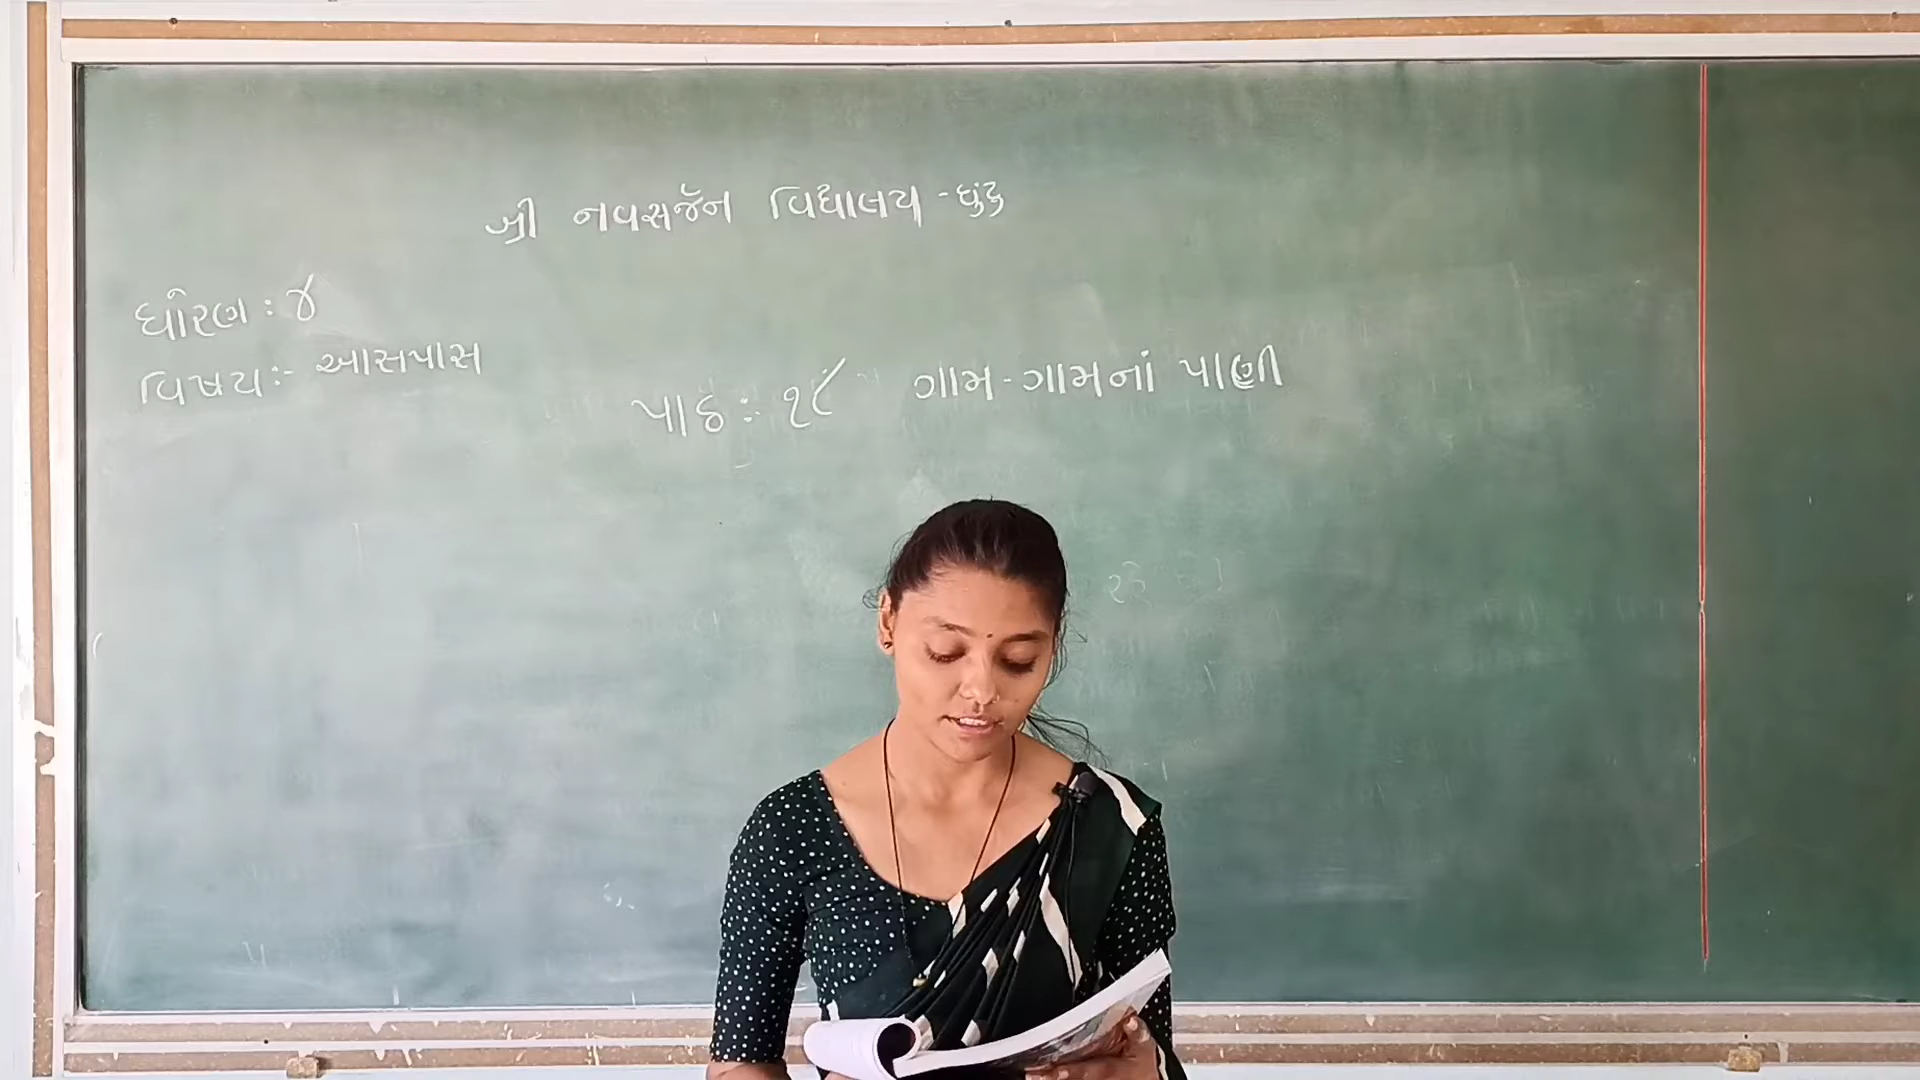 શ્રી નવસર્જન વિદ્યાલય - ઘુંટુ
ધોરણ : ૪
વિષય :- આસપાસ
પાઠ :- ૧૮ ગામ - ગામનાં પાણી